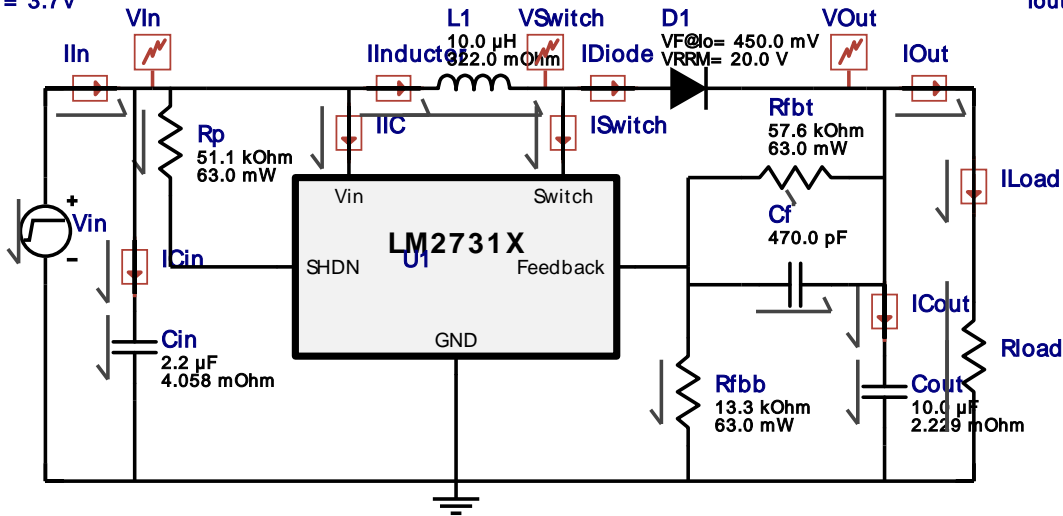 = 3.7V
Iout
VIn
L1
VSwitch
D1
VOut
IIn
IInductor
10.0 µH
322.0 mOhm
IDiode
VF@Io= 450.0 mV
VRRM= 20.0 V
IOut
Rp
51.1 kOhm
63.0 mW
IIC
ISwitch
Rfbt
57.6 kOhm
63.0 mW
ILoad
Vin
Switch
Cf
470.0 pF
+
Vin
-
LM2731X
U1
ICin
SHDN
Feedback
ICout
GND
Cin
2.2 µF
4.058 mOhm
Rload
Rfbb
13.3 kOhm
63.0 mW
Cout
10.0 µF
2.229 mOhm